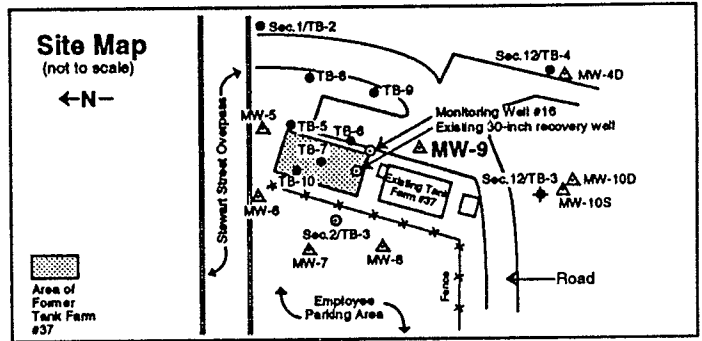 Site Map
(not to scale)
←N–
Stewart Street Overpass
Sec.1/TB-2
TB-8
TB-9
Sec.12/TB-4
MW-4D
Monitoring Well #16
Existing 30-inch recovery well
MW-5
TB-5
TB-6
TB-7
MW-9
TB-10
Existing Tank
Farm #37
Sec.12/TB-3
MW-10D
MW-10S
MW-6
Sec.2/TB-3
MW-7
MW-8
Fence
Road
Area of
Former
Tank Farm
#37
Employee
Parking Area